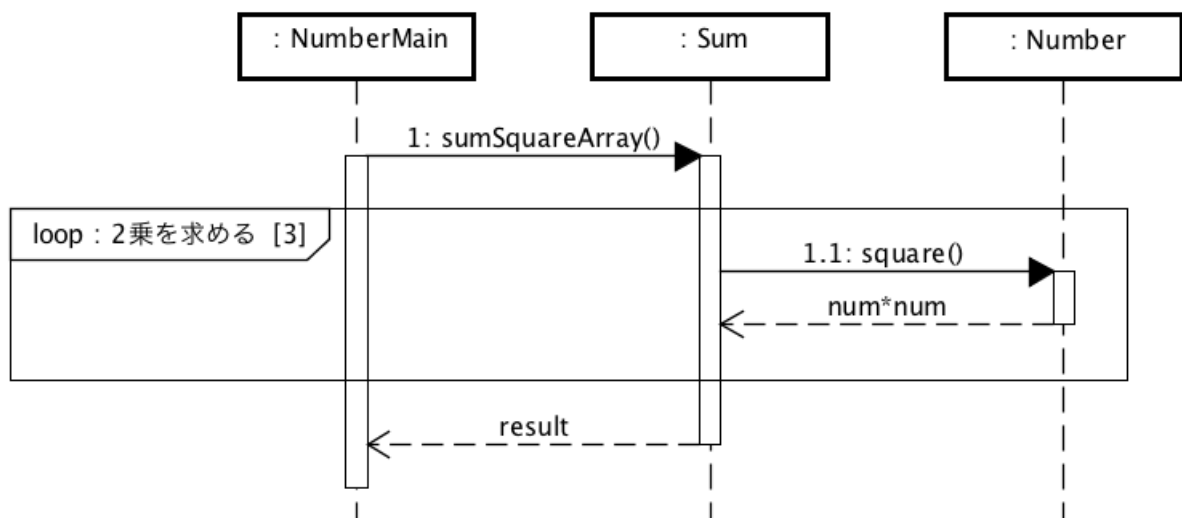 : NumberMain
: Sum
: Number
1: sumSquareArray()
loop : 2乗を求める [3]
1.1: square()
num*num
result